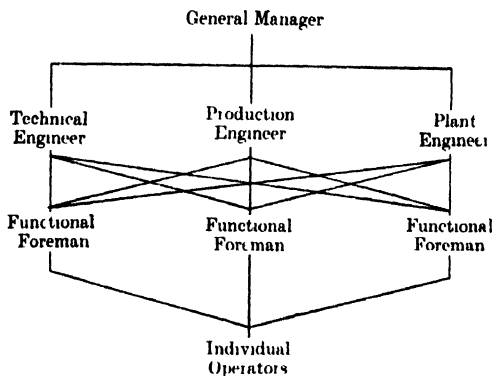 General Manager
Technical
Engineer
Production
Engineer
Plant
Engineer
Functional
Foreman
Functional
Foreman
Functional
Foreman
Individual
Operators